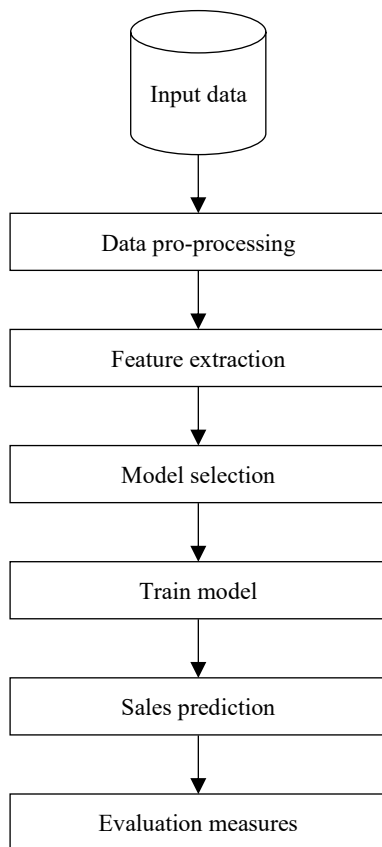 Input data
Data pro-processing
Feature extraction
Model selection
Train model
Sales prediction
Evaluation measures